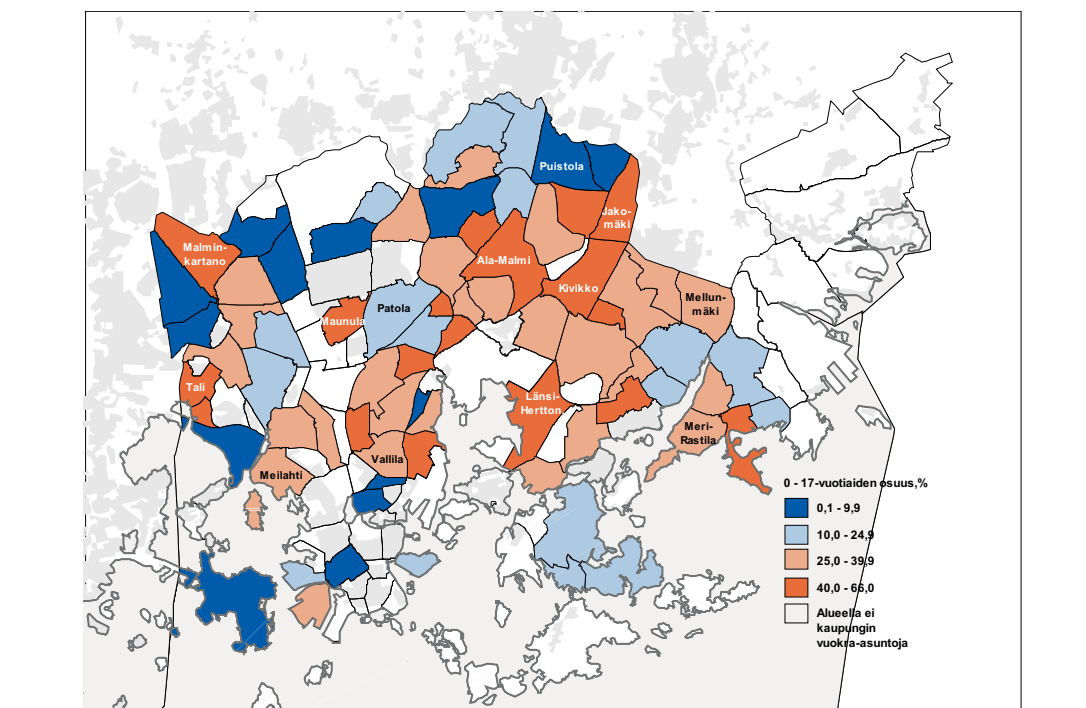 Puistola
Jako-
mäki
Malmin-
kartano
Ala-Malmi
Kivikko
Mellun-
mäki
Patola
Maunula
Tali
Länsi-
Hertton.
Meri-
Rastila
Vallila
Meilahti
0 - 17-vuotiaiden osuus,%
0,1 - 9,9
10,0 - 24,9
25,0 - 39,9
40,0 - 66,0
Alueella ei
kaupungin
vuokra-asuntoja